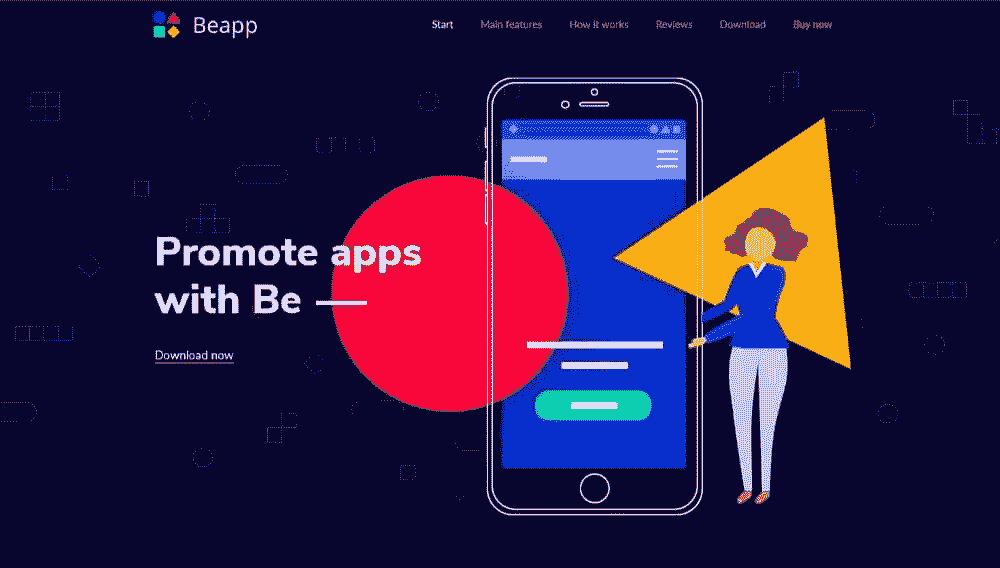 Beapp
Start Main features How it works Reviews Download Buy now
Promote apps
with Be
Download now